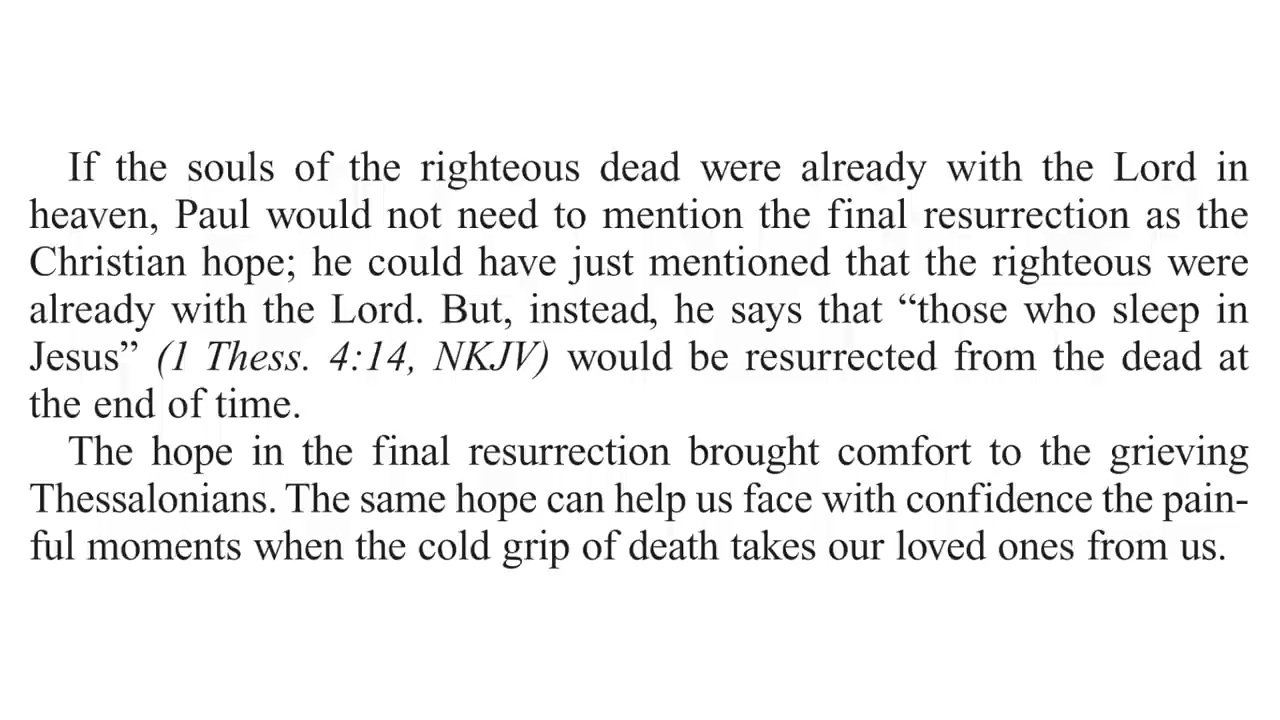 If the souls of the righteous dead were already with the Lord in
heaven, Paul would not need to mention the final resurrection as the
Christian hope; he could have just mentioned that the righteous were
already with the Lord. But, instead, he says that “those who sleep in
Jesus” (1 Thess. 4:14, NKJV) would be resurrected from the dead at
the end of time.
The hope in the final resurrection brought comfort to the grieving
Thessalonians. The same hope can help us face with confidence the pain-
ful moments when the cold grip of death takes our loved ones from us.